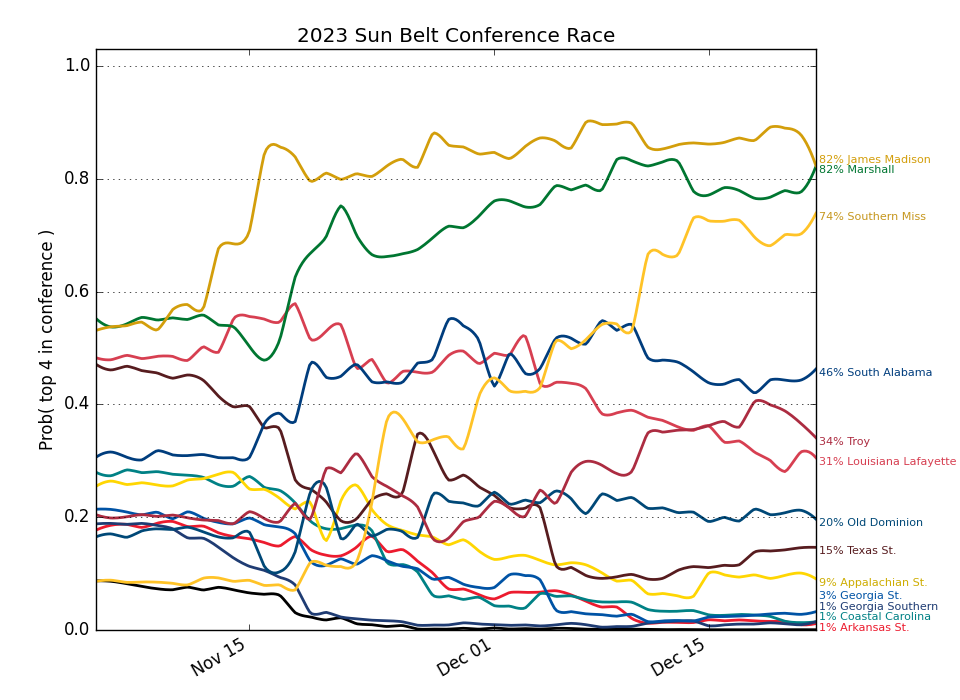 2023 Sun Belt Conference Race
Prob( top 4 in conference )
1.0
0.8
0.6
0.4
0.2
0.0
Nov 15
Dec 01
Dec 15
82% James Madison
82% Marshall
74% Southern Miss
46% South Alabama
34% Troy
31% Louisiana Lafayette
20% Old Dominion
15% Texas St.
9% Appalachian St.
3% Georgia St.
1% Georgia Southern
1% Coastal Carolina
1% Arkansas St.